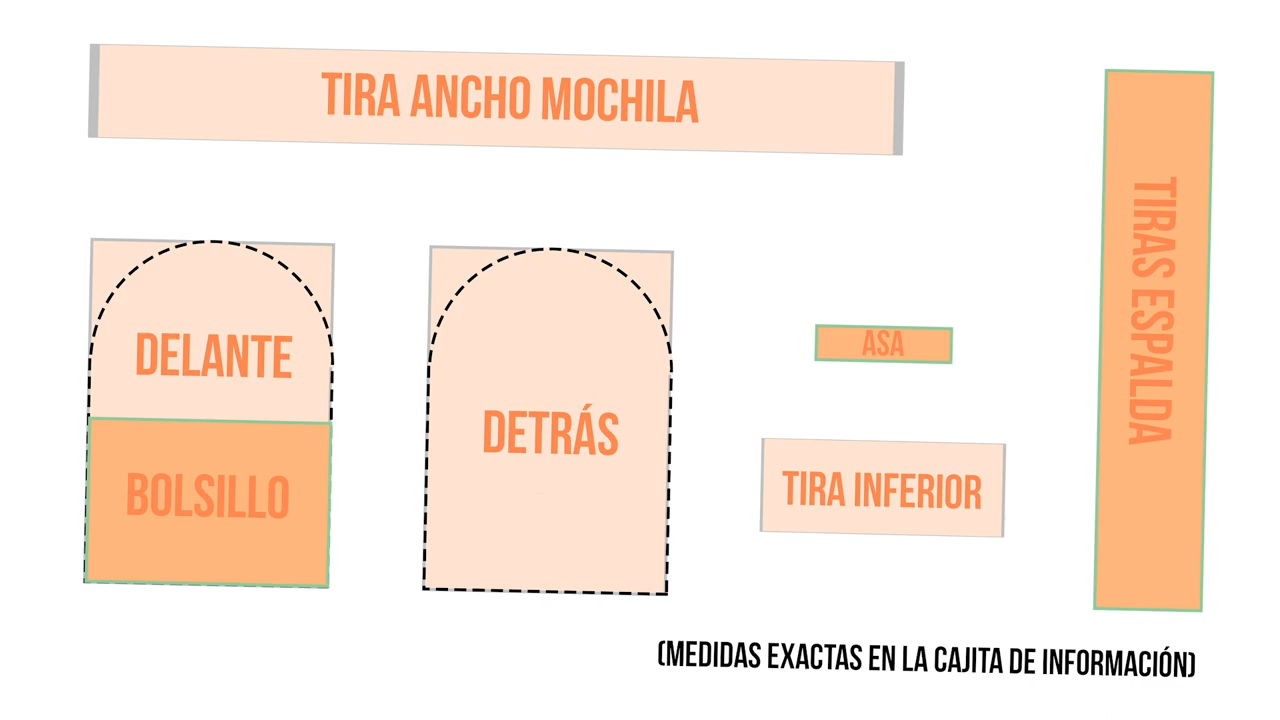 TIRA ANCHO MOCHILA
TIRAS ESPALDA
DELANTE
BOLSILLO
DETRÁS
ASA
TIRA INFERIOR
(MEDIDAS EXACTAS EN LA CAJITA DE INFORMACIÓN)